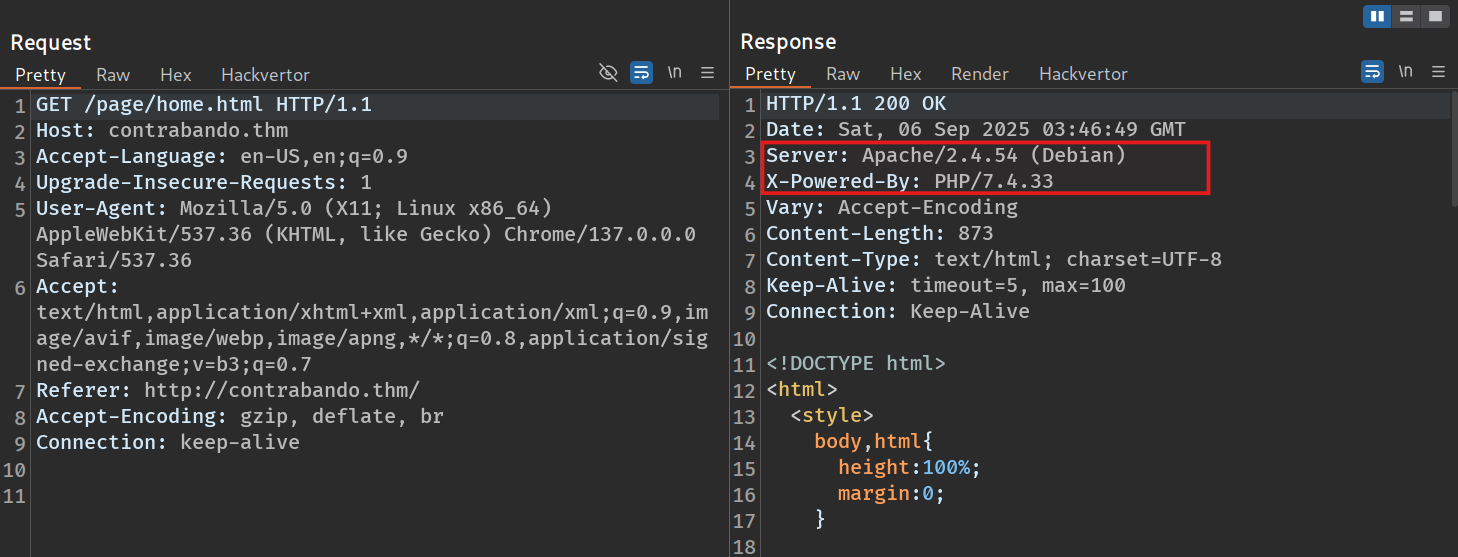 Request
Pretty Raw Hex Hackvertor \n
1 GET /page/home.html HTTP/1.1
2 Host: contrabando.thm
3 Accept-Language: en-US,en;q=0.9
4 Upgrade-Insecure-Requests: 1
5 User-Agent: Mozilla/5.0 (X11; Linux x86_64)
AppleWebKit/537.36 (KHTML, like Gecko) Chrome/137.0.0.0
Safari/537.36
6 Accept:
text/html,application/xhtml+xml,application/xml;q=0.9,im
age/avif,image/webp,image/apng,*/*;q=0.8,application/sig
ned-exchange;v=b3;q=0.7
7 Referer: http://contrabando.thm/
8 Accept-Encoding: gzip, deflate, br
9 Connection: keep-alive
10
11
Response
Pretty Raw Hex Render Hackvertor \n
1 HTTP/1.1 200 OK
2 Date: Sat, 06 Sep 2025 03:46:49 GMT
3 Server: Apache/2.4.54 (Debian)
4 X-Powered-By: PHP/7.4.33
5 Vary: Accept-Encoding
6 Content-Length: 873
7 Content-Type: text/html; charset=UTF-8
8 Keep-Alive: timeout=5, max=100
9 Connection: Keep-Alive
10
11 <!DOCTYPE html>
12 <html>
13 <style>
14 body,html{
15 height:100%;
16 margin:0;
17 }
18